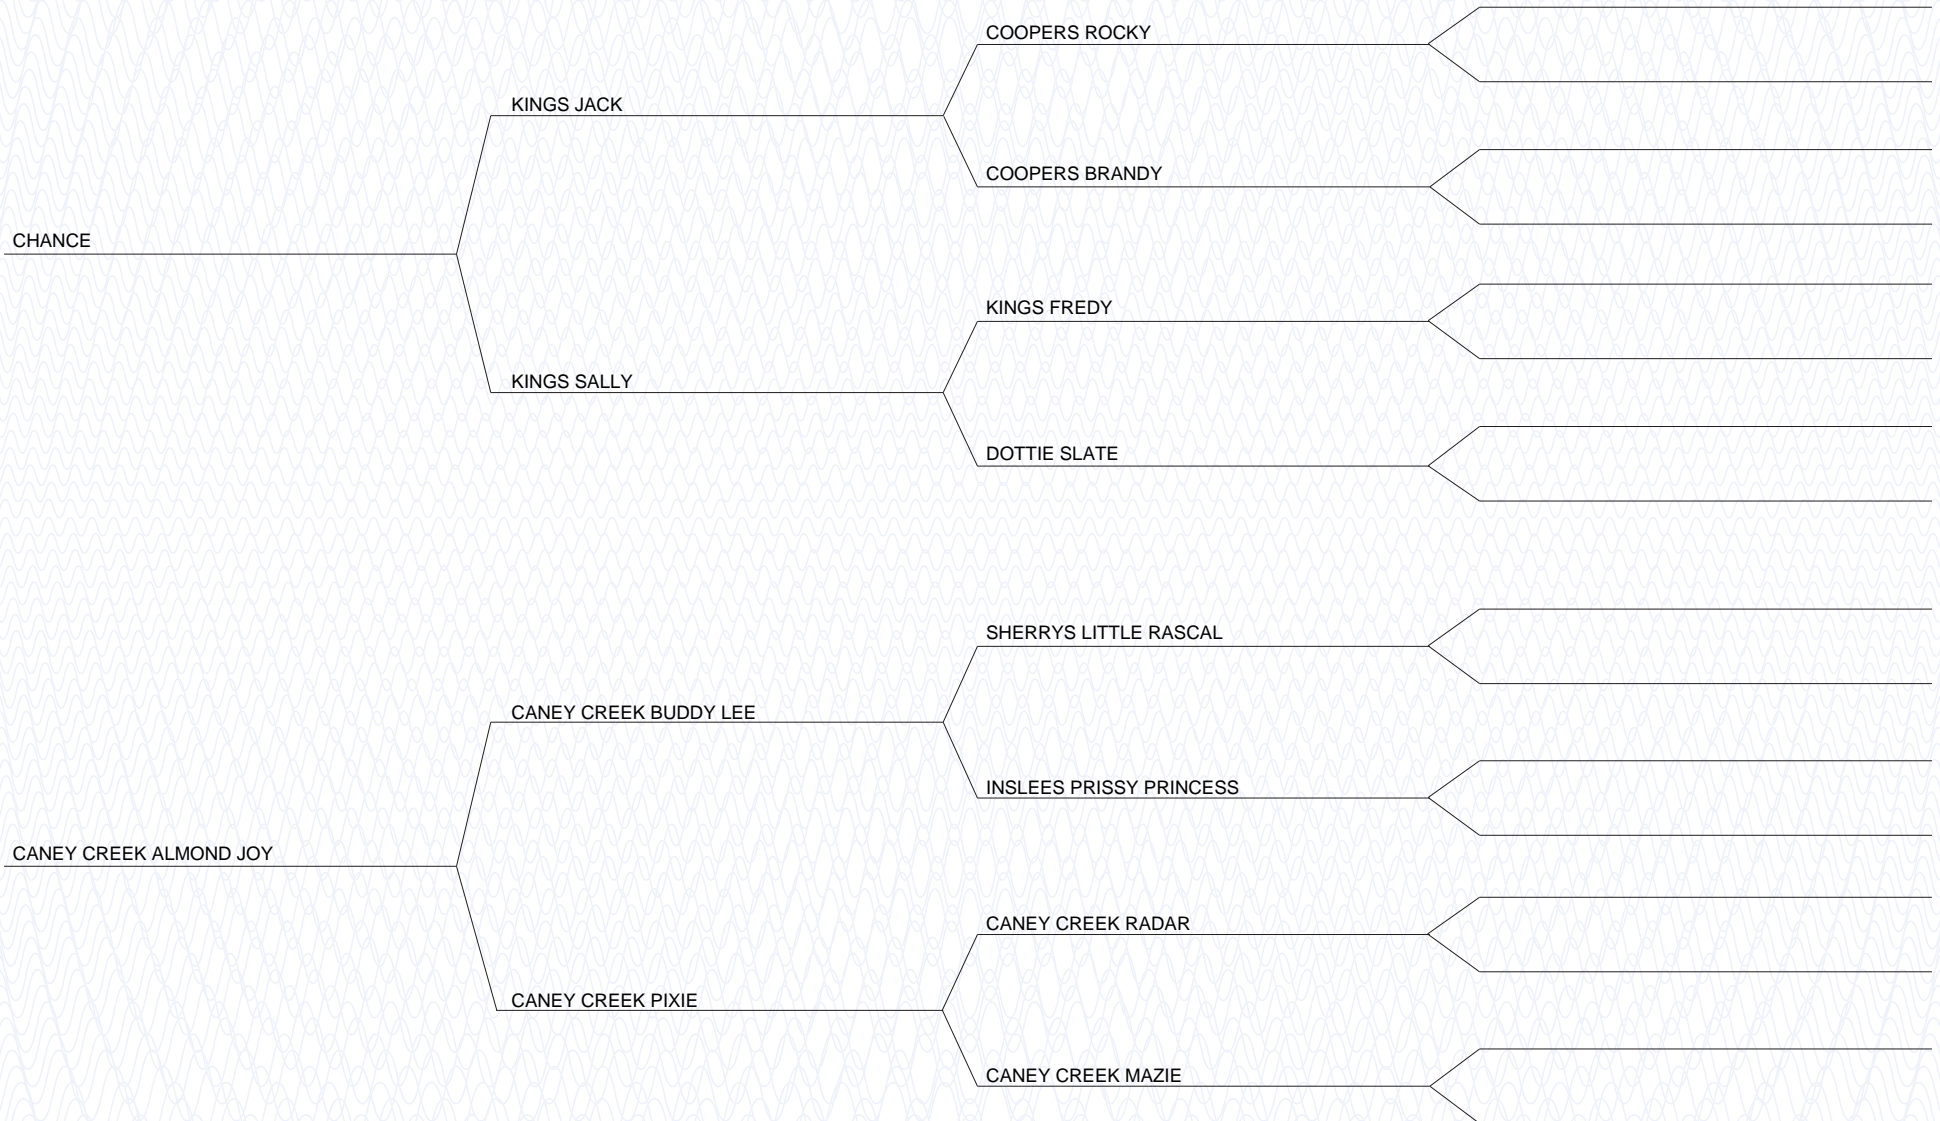 COOPERS ROCKY
KINGS JACK
COOPERS BRANDY
CHANCE
KINGS FREDY
KINGS SALLY
DOTTIE SLATE
SHERRYS LITTLE RASCAL
CANEY CREEK BUDDY LEE
INSLEES PRISSY PRINCESS
CANEY CREEK ALMOND JOY
CANEY CREEK RADAR
CANEY CREEK PIXIE
CANEY CREEK MAZIE